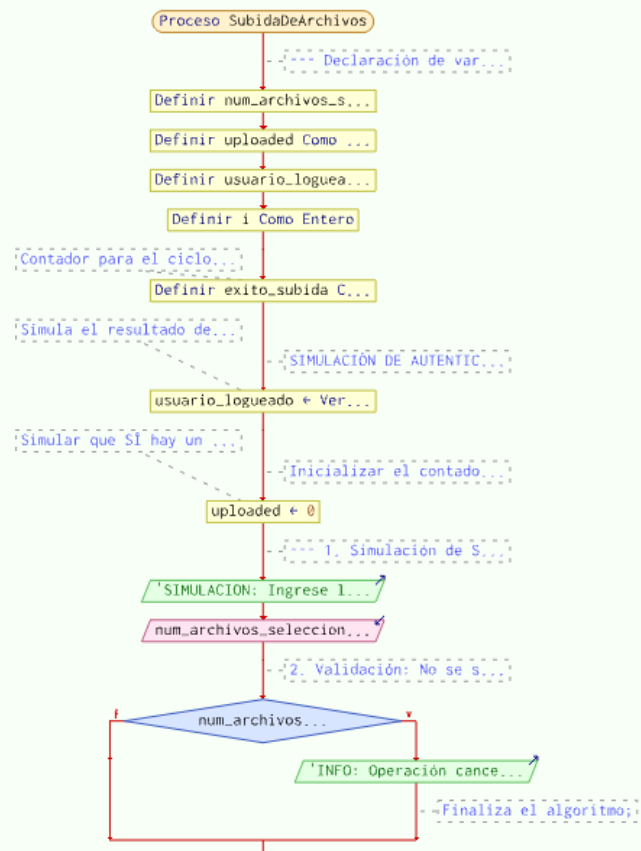 Proceso SubidaDeArchivos
--- Declaración de var...
Definir num_archivos_s...
Definir uploaded Como ...
Definir usuario_loguea...
Definir i Como Entero
Contador para el ciclo...
Definir exito_subida C...
Simula el resultado de...
SIMULACIÓN DE AUTENTIC...
usuario_logueado ← Ver...
Simular que SÍ hay un ...
Inicializar el contado...
uploaded ← 0
--- 1. Simulación de S...
'SIMULACION: Ingrese l...
num_archivos_seleccion...
2. Validación: No se s...
F
V
num_archivos...
'INFO: Operación cance...
Finaliza el algoritmo;